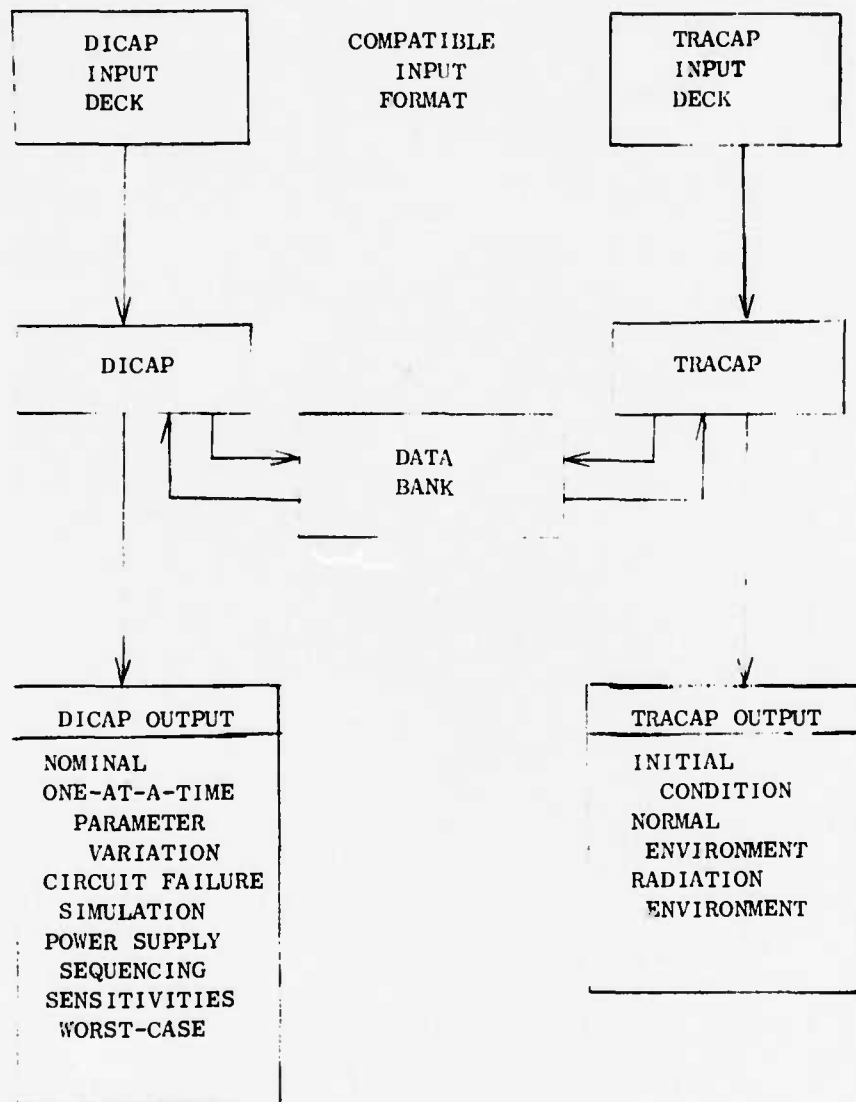 DICAP
INPUT
DECK
COMPATIBLE
INPUT
FORMAT
TRACAP
INPUT
DECK
DICAP
TRACAP
DATA
BANK
DICAP OUTPUT
NOMINAL
ONE-AT-A-TIME
PARAMETER
VARIATION
CIRCUIT FAILURE
SIMULATION
POWER SUPPLY
SEQUENCING
SENSITIVITIES
WORST-CASE
TRACAP OUTPUT
INITIAL
CONDITION
NORMAL
ENVIRONMENT
RADIATION
ENVIRONMENT